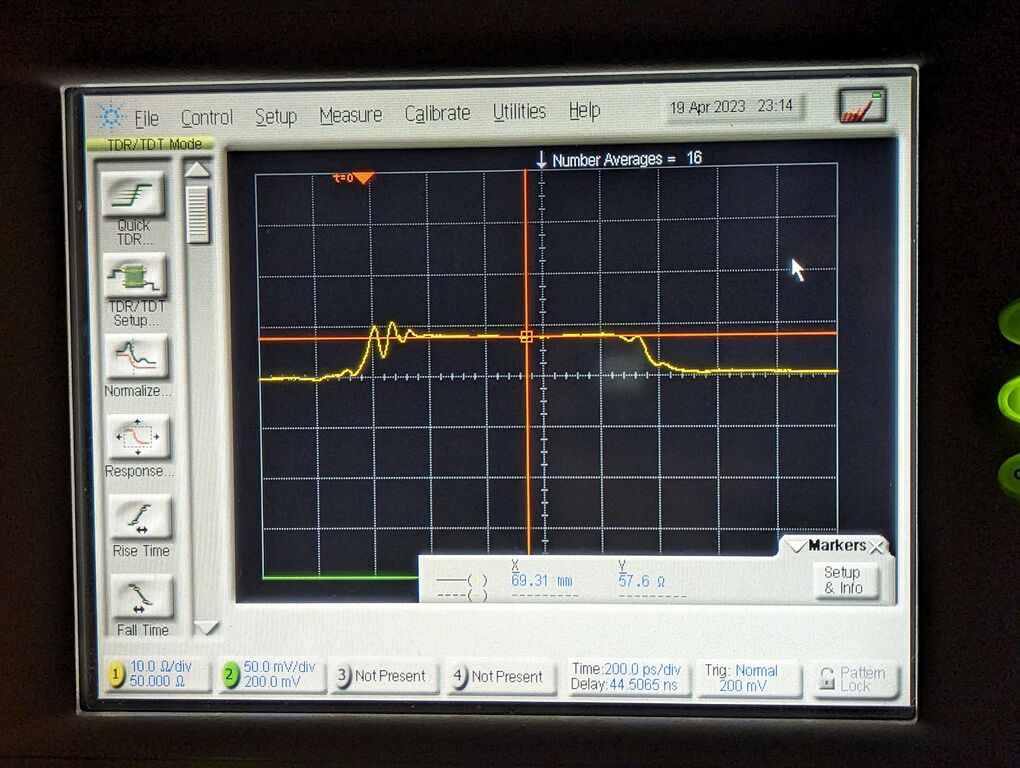 File Control Setup Measure Calibrate Utilities Help 19 Apr 2023 23:14
TDR/TDT Mode
Number Averages = 16
t=0
Quick
TDR...
TDR/TDT
Setup...
Normalize...
Response...
Rise Time
Fall Time
Markers
X Y
69.31 mm 57.6 Ω
Setup
& Info
1 10.0 Ω/div
50.000 Ω
2 50.0 mV/div
200.0 mV
3 Not Present
4 Not Present
Time:200.0 ps/div
Delay:44.5065 ns
Trig: Normal
200 mV
Pattern
Lock